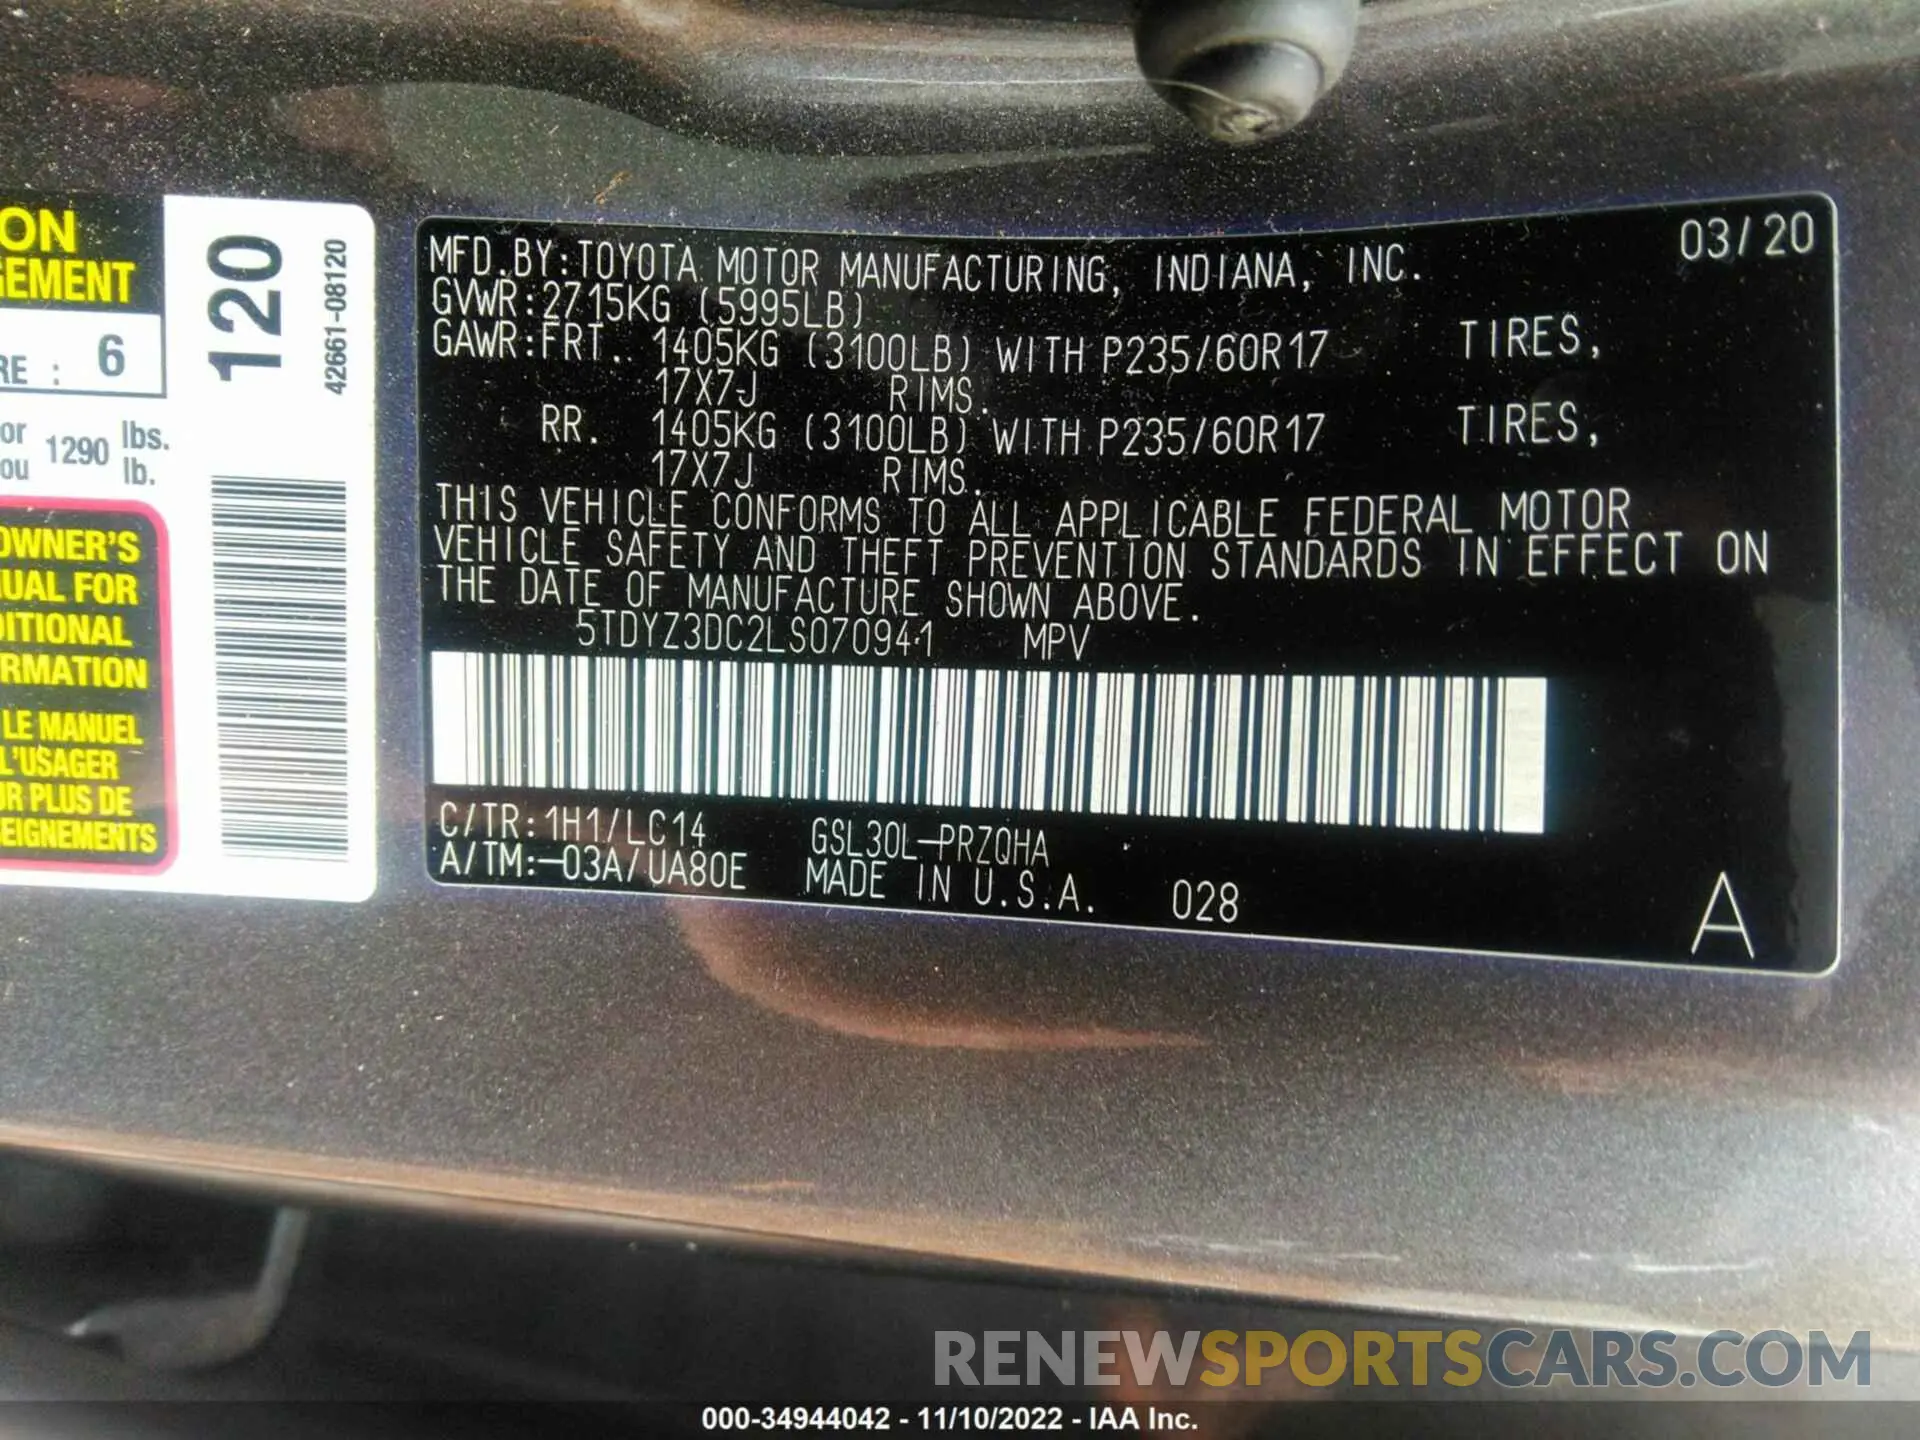 ON
GEMENT
RE : 6
or 1290 lbs.
ou lb.
OWNER'S
UAL FOR
DITIONAL
RMATION
LE MANUEL
L'USAGER
UR PLUS DE
EIGNEMENTS
120
42661-08120
03/20
MFD.BY:TOYOTA MOTOR MANUFACTURING, INDIANA, INC.
GVWR:2715KG (5995LB)
GAWR:FRT. 1405KG (3100LB) WITH P235/60R17 TIRES,
17X7J RIMS.
RR. 1405KG (3100LB) WITH P235/60R17 TIRES,
17X7J RIMS.
THIS VEHICLE CONFORMS TO ALL APPLICABLE FEDERAL MOTOR
VEHICLE SAFETY AND THEFT PREVENTION STANDARDS IN EFFECT ON
THE DATE OF MANUFACTURE SHOWN ABOVE.
5TDYZ3DC2LS070941 MPV
C/TR:1H1/LC14 GSL30L-PRZQHA
A/TM:-03A/UA80E MADE IN U.S.A. 028
A
RENEWSPORTSCARS.COM
000-34944042 - 11/10/2022 - IAA Inc.